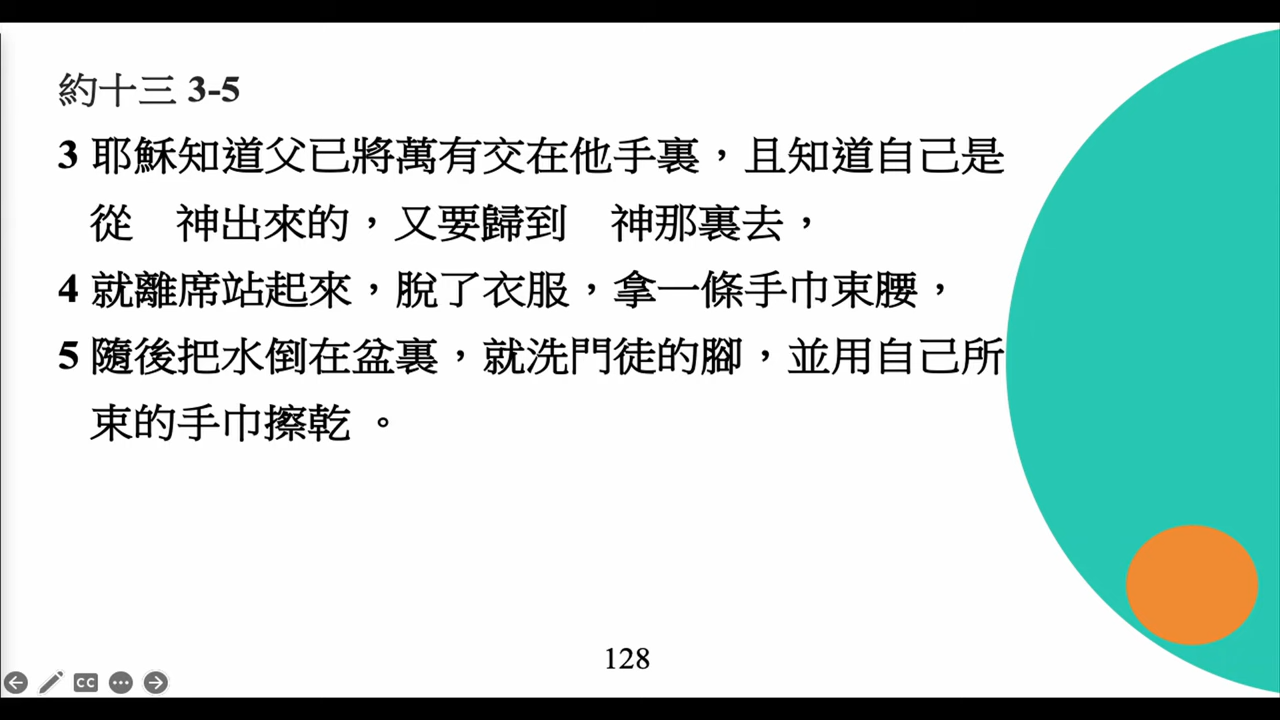 約十三 3-5
3 耶穌知道父已將萬有交在他手裏，且知道自己是
從　神出來的，又要歸到　神那裏去，
4 就離席站起來，脫了衣服，拿一條手巾束腰，
5 隨後把水倒在盆裏，就洗門徒的腳，並用自己所
束的手巾擦乾 。
128
CC